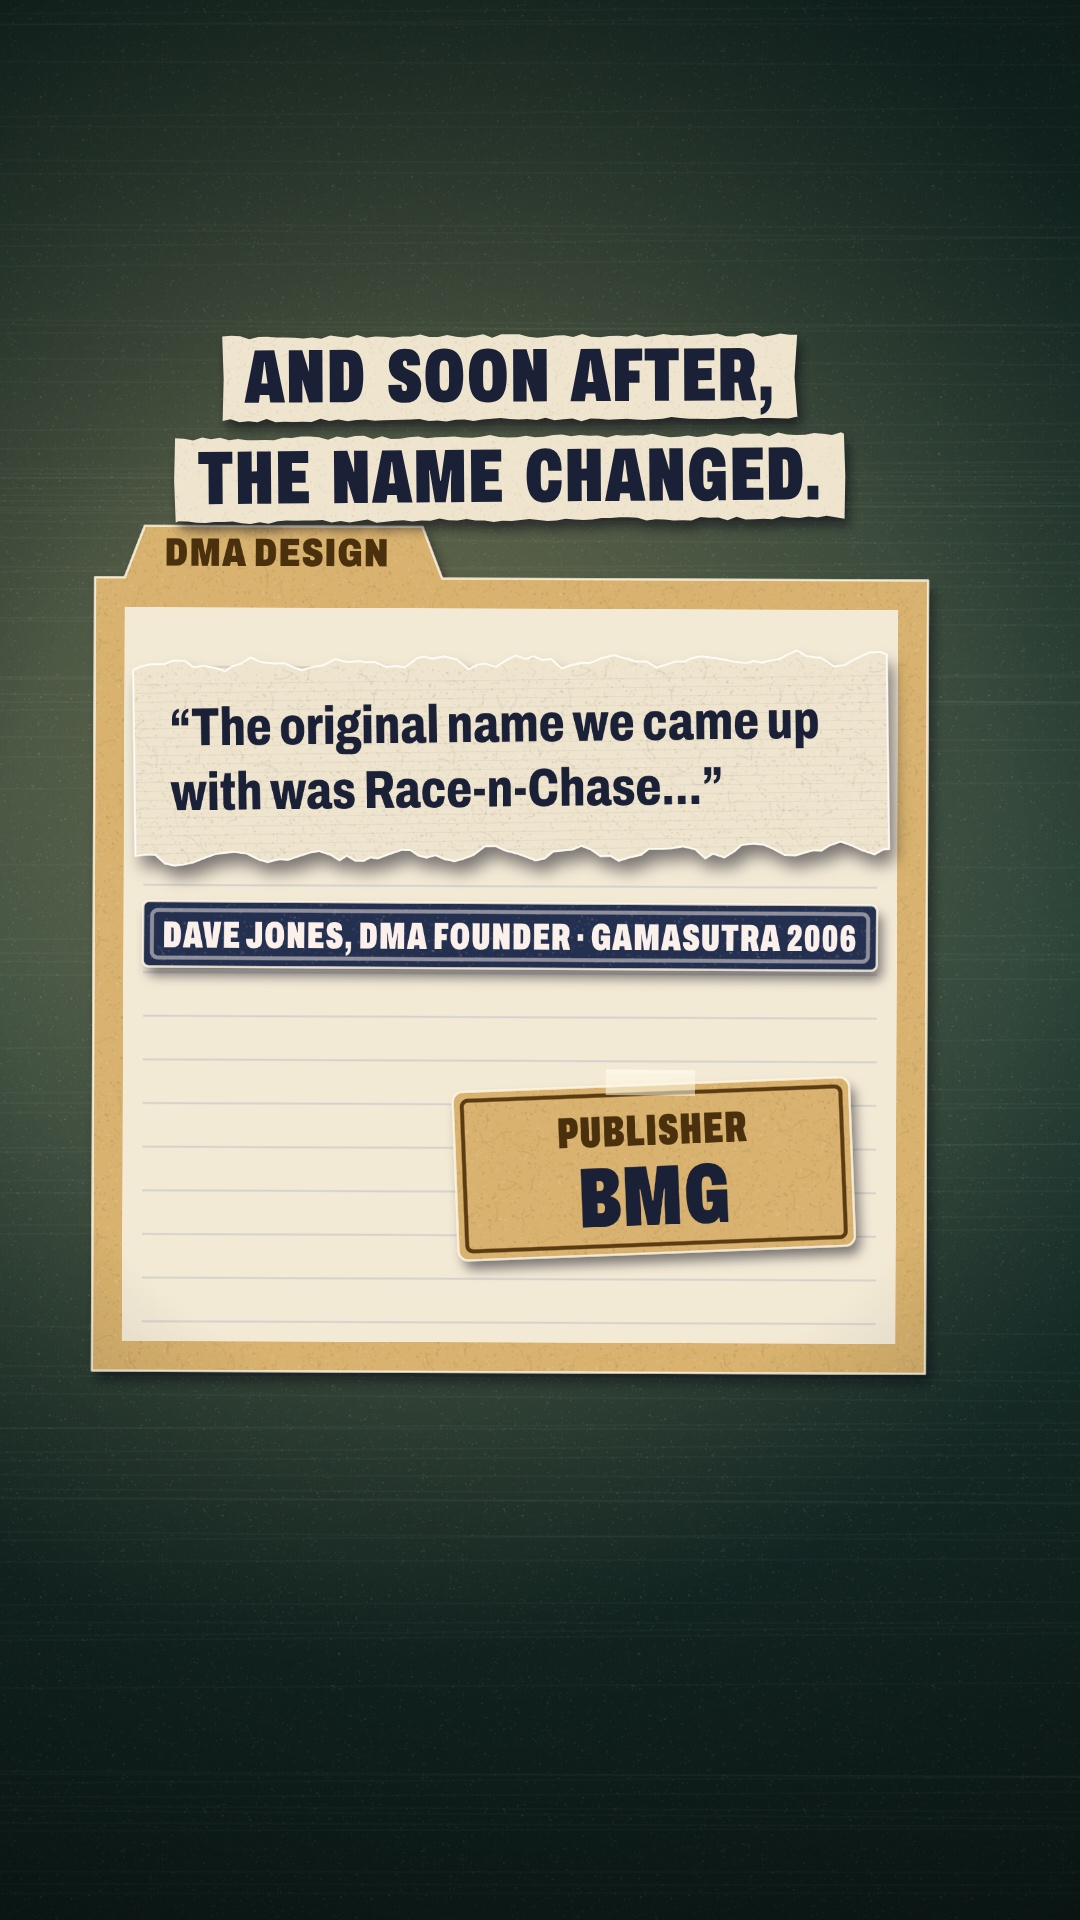 AND SOON AFTER,
THE NAME CHANGED.
DMA DESIGN
“The original name we came up
with was Race-n-Chase...”
DAVE JONES, DMA FOUNDER · GAMASUTRA 2006
PUBLISHER
BMG